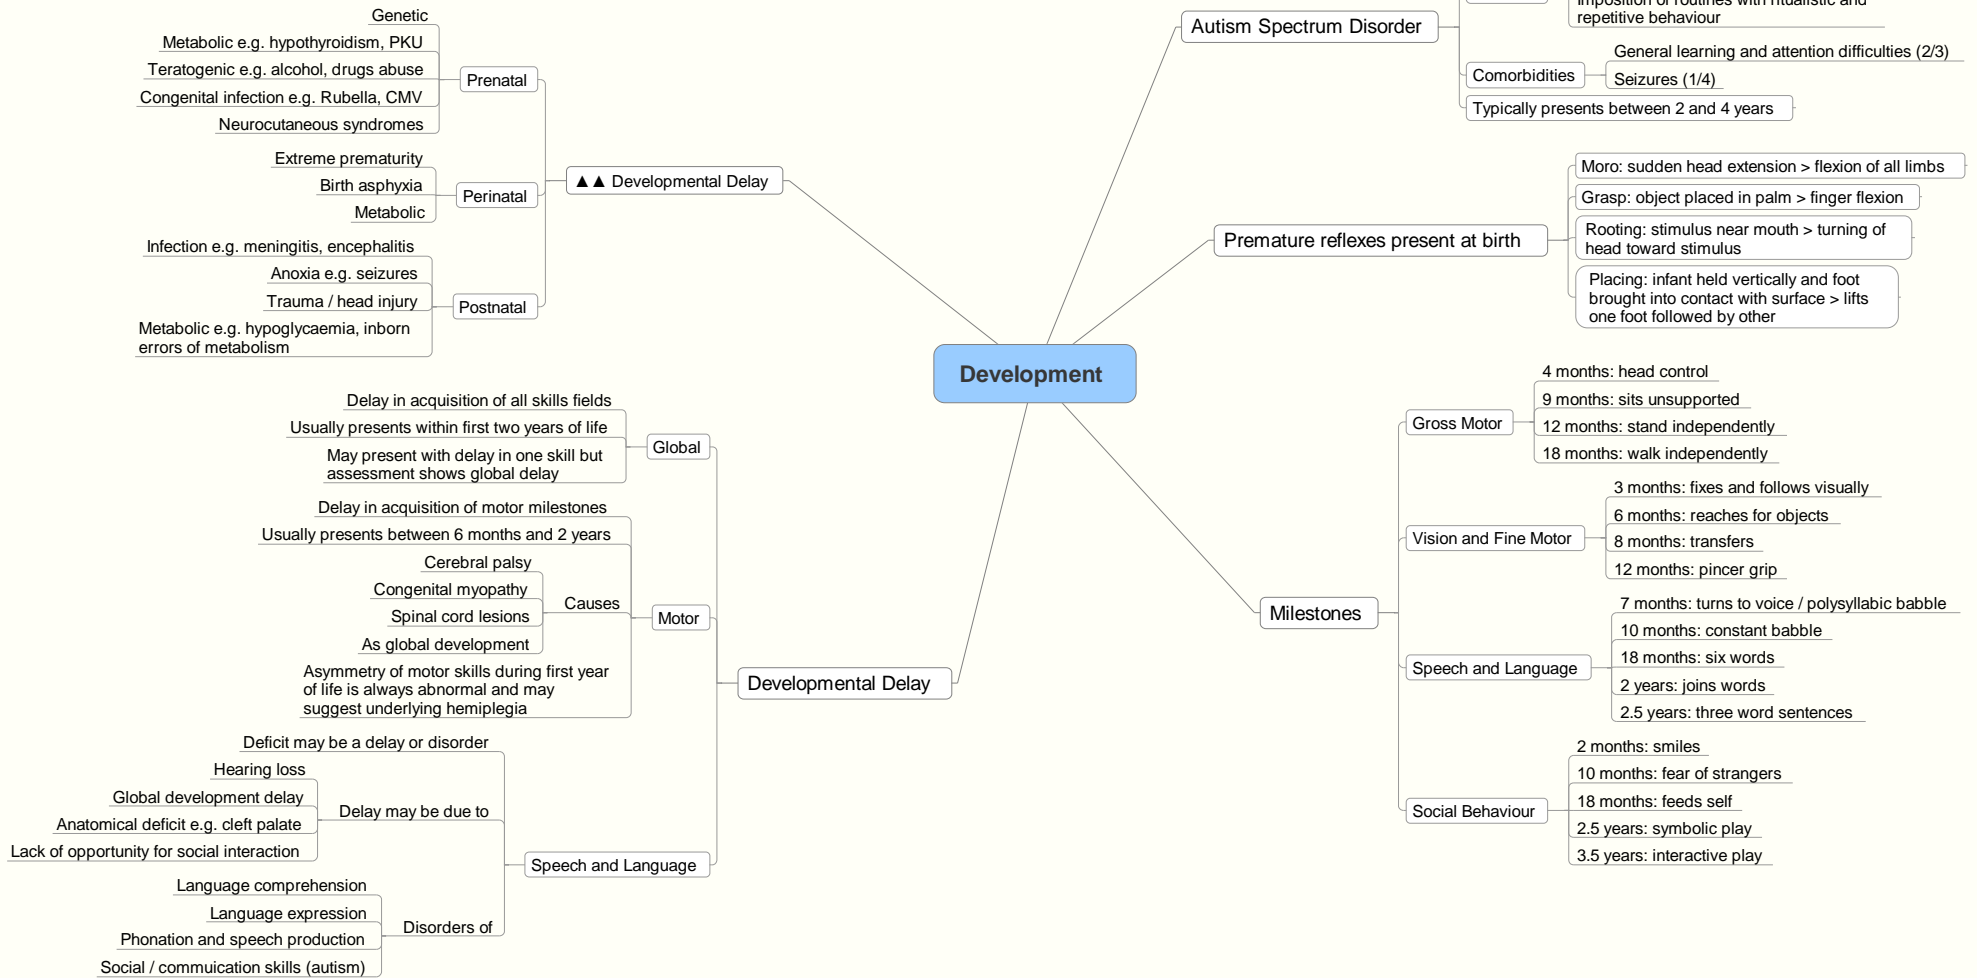 Genetic
Metabolic e.g. hypothyroidism, PKU
Teratogenic e.g. alcohol, drugs abuse
Congenital infection e.g. Rubella, CMV
Neurocutaneous syndromes
Prenatal
Extreme prematurity
Birth asphyxia
Metabolic
Perinatal
Infection e.g. meningitis, encephalitis
Anoxia e.g. seizures
Trauma / head injury
Metabolic e.g. hypoglycaemia, inborn
errors of metabolism
Postnatal
▲▲ Developmental Delay
Delay in acquisition of all skills fields
Usually presents within first two years of life
May present with delay in one skill but
assessment shows global delay
Global
Delay in acquisition of motor milestones
Usually presents between 6 months and 2 years
Cerebral palsy
Congenital myopathy
Spinal cord lesions
As global development
Causes
Asymmetry of motor skills during first year
of life is always abnormal and may
suggest underlying hemiplegia
Motor
Deficit may be a delay or disorder
Hearing loss
Global development delay
Anatomical deficit e.g. cleft palate
Lack of opportunity for social interaction
Delay may be due to
Language comprehension
Language expression
Phonation and speech production
Social / commuication skills (autism)
Disorders of
Speech and Language
Developmental Delay
Development
Autism Spectrum Disorder
Imposition of routines with ritualistic and
repetitive behaviour
Comorbidities
General learning and attention difficulties (2/3)
Seizures (1/4)
Typically presents between 2 and 4 years
Premature reflexes present at birth
Moro: sudden head extension > flexion of all limbs
Grasp: object placed in palm > finger flexion
Rooting: stimulus near mouth > turning of
head toward stimulus
Placing: infant held vertically and foot
brought into contact with surface > lifts
one foot followed by other
Milestones
Gross Motor
4 months: head control
9 months: sits unsupported
12 months: stand independently
18 months: walk independently
Vision and Fine Motor
3 months: fixes and follows visually
6 months: reaches for objects
8 months: transfers
12 months: pincer grip
Speech and Language
7 months: turns to voice / polysyllabic babble
10 months: constant babble
18 months: six words
2 years: joins words
2.5 years: three word sentences
Social Behaviour
2 months: smiles
10 months: fear of strangers
18 months: feeds self
2.5 years: symbolic play
3.5 years: interactive play